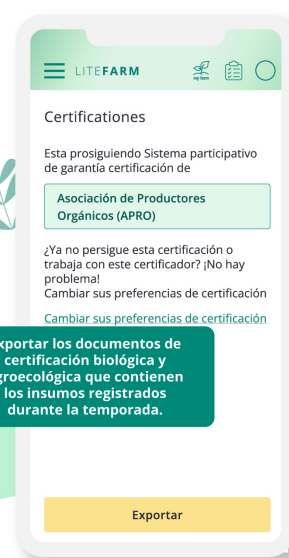 LITEFARM
my farm
Certificationes
Esta prosiguiendo Sistema participativo
de garantía certificación de
Asociación de Productores
Orgánicos (APRO)
¿Ya no persigue esta certificación o
trabaja con este certificador? ¡No hay
problema!
Cambiar sus preferencias de certificación
Cambiar sus preferencias de certificación
xportar los documentos de
certificación biológica y
groecológica que contienen
los insumos registrados
durante la temporada.
Exportar